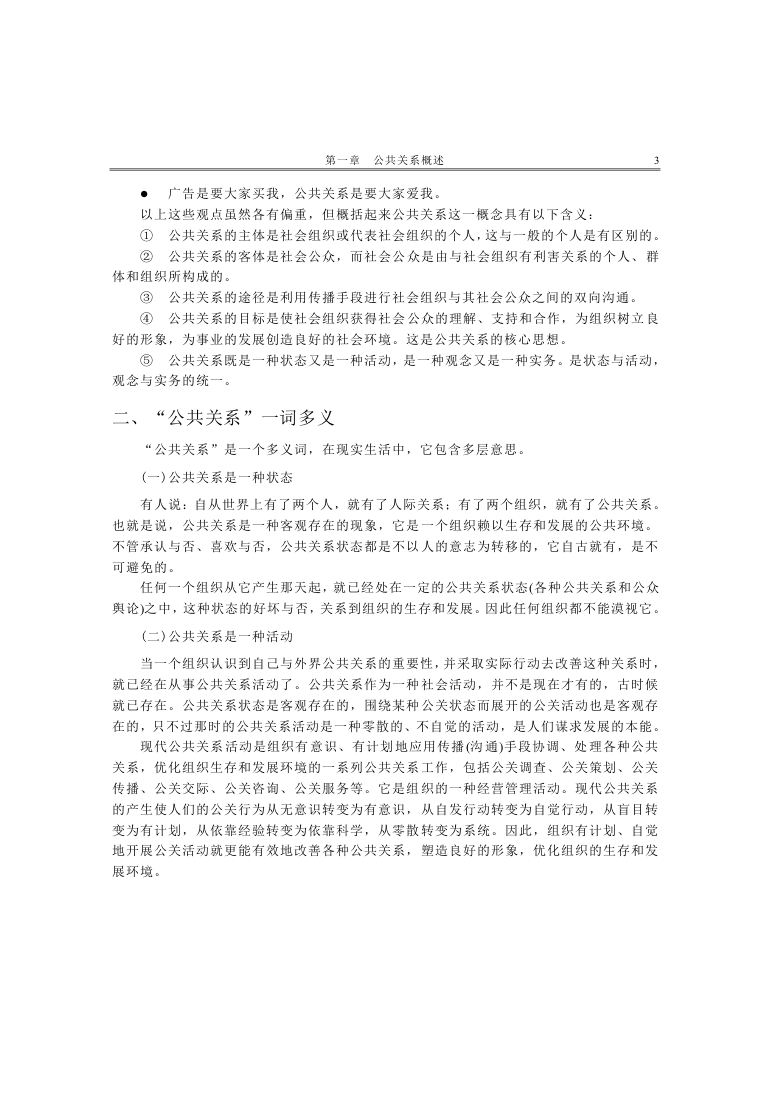 第一章　公共关系概述　3
●　广告是要大家买我，公共关系是要大家爱我。
以上这些观点虽然各有偏重，但概括起来公共关系这一概念具有以下含义：
①　公共关系的主体是社会组织或代表社会组织的个人，这与一般的个人是有区别的。
②　公共关系的客体是社会公众，而社会公众是由与社会组织有利害关系的个人、群
体和组织所构成的。
③　公共关系的途径是利用传播手段进行社会组织与其社会公众之间的双向沟通。
④　公共关系的目标是使社会组织获得社会公众的理解、支持和合作，为组织树立良
好的形象，为事业的发展创造良好的社会环境。这是公共关系的核心思想。
⑤　公共关系既是一种状态又是一种活动，是一种观念又是一种实务。是状态与活动，
观念与实务的统一。
二、“公共关系”一词多义
“公共关系”是一个多义词，在现实生活中，它包含多层意思。
(一)公共关系是一种状态
有人说：自从世界上有了两个人，就有了人际关系；有了两个组织，就有了公共关系。
也就是说，公共关系是一种客观存在的现象，它是一个组织赖以生存和发展的公共环境。
不管承认与否、喜欢与否，公共关系状态都是不以人的意志为转移的，它自古就有，是不
可避免的。
任何一个组织从它产生那天起，就已经处在一定的公共关系状态(各种公共关系和公众
舆论)之中，这种状态的好坏与否，关系到组织的生存和发展。因此任何组织都不能漠视它。
(二)公共关系是一种活动
当一个组织认识到自己与外界公共关系的重要性，并采取实际行动去改善这种关系时，
就已经在从事公共关系活动了。公共关系作为一种社会活动，并不是现在才有的，古时候
就已存在。公共关系状态是客观存在的，围绕某种公关状态而展开的公关活动也是客观存
在的，只不过那时的公共关系活动是一种零散的、不自觉的活动，是人们谋求发展的本能。
现代公共关系活动是组织有意识、有计划地应用传播(沟通)手段协调、处理各种公共
关系，优化组织生存和发展环境的一系列公共关系工作，包括公关调查、公关策划、公关
传播、公关交际、公关咨询、公关服务等。它是组织的一种经营管理活动。现代公共关系
的产生使人们的公关行为从无意识转变为有意识，从自发行动转变为自觉行动，从盲目转
变为有计划，从依靠经验转变为依靠科学，从零散转变为系统。因此，组织有计划、自觉
地开展公关活动就更能有效地改善各种公共关系，塑造良好的形象，优化组织的生存和发
展环境。